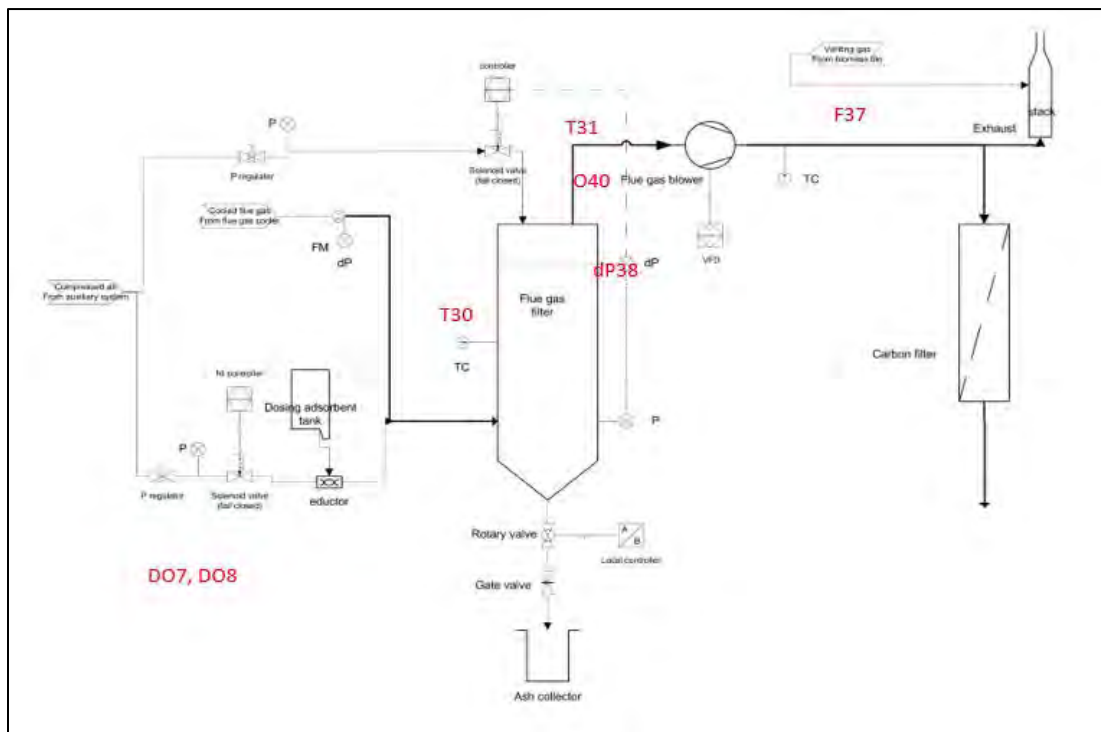 Venting gas
From biomass
controller
F37
P
T31
stack
Exhaust
P regulator
Solenoid valve
(fail closed)
O40
Flue gas blower
TC
Cooled flue gas
From flue gas cooler
FM
dP
VFD
dP38
dP
Compressed air
From auxiliary system
Flue gas
filter
T30
TC
Carbon filter
NI controller
Dosing adsorbent
tank
P
P
P regulator
Solenoid valve
(fail closed)
eductor
Rotary valve
A
B
Local controller
DO7, DO8
Gate valve
Ash collector